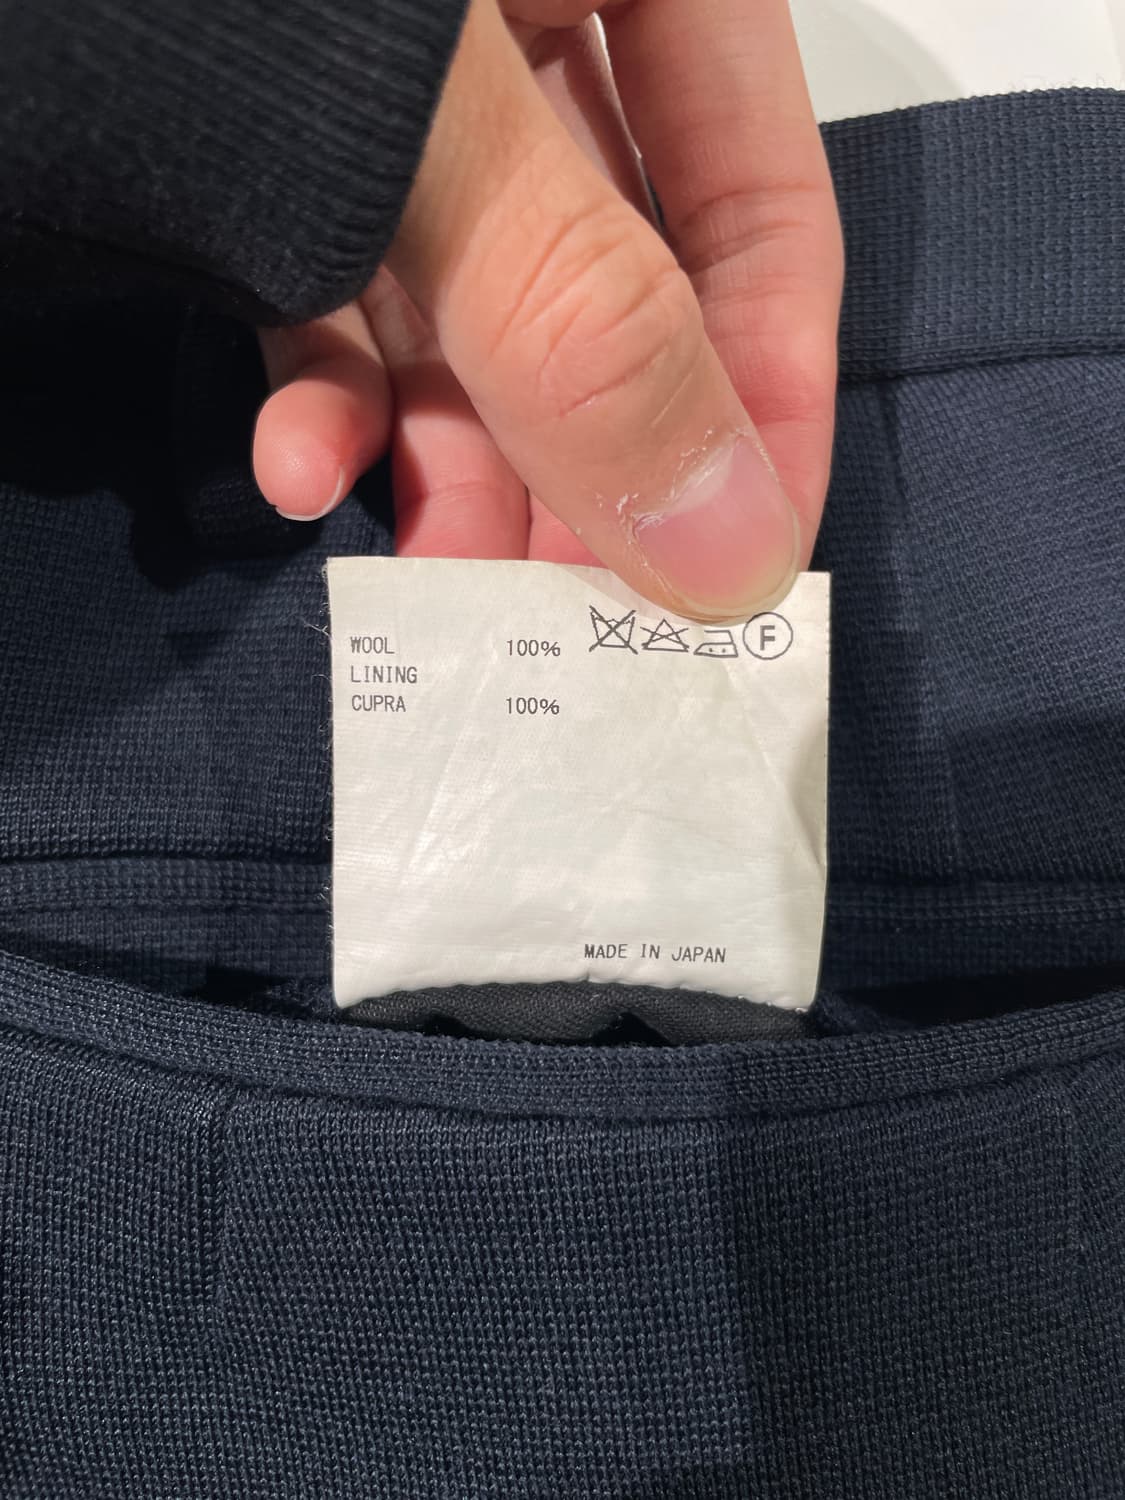 WOOL 100%
LINING
CUPRA 100%
F
MADE IN JAPAN